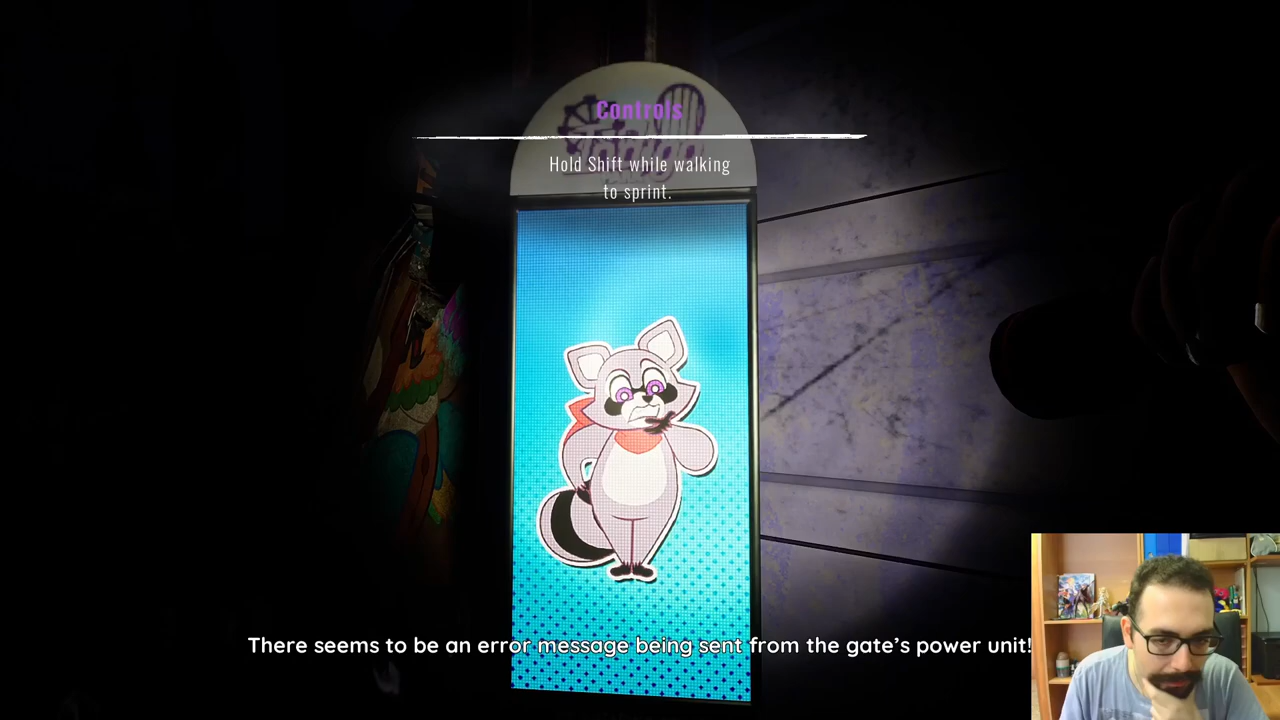 Controls
Hold Shift while walking
to sprint.
There seems to be an error message being sent from the gate's power unit!